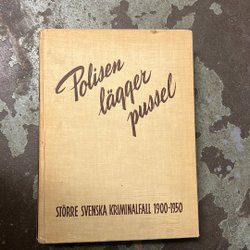 Polisen
lägger
pussel
STÖRRE SVENSKA KRIMINALFALL 1900-1950